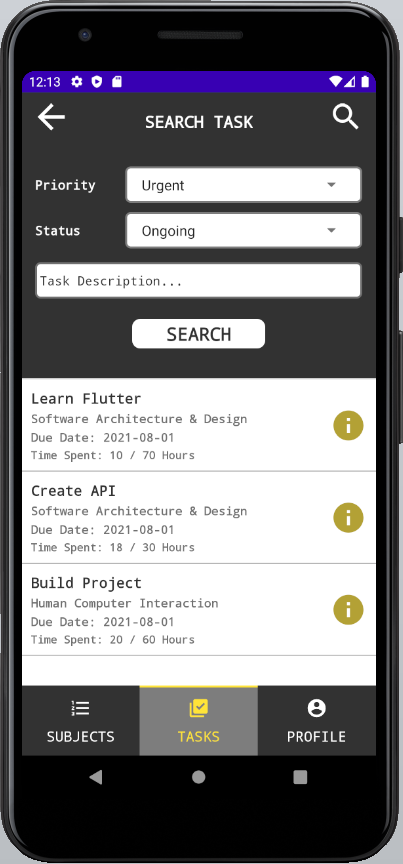 12:13
SEARCH TASK
Priority Urgent
Status Ongoing
Task Description...
SEARCH
Learn Flutter
Software Architecture & Design
Due Date: 2021-08-01
Time Spent: 10 / 70 Hours
Create API
Software Architecture & Design
Due Date: 2021-08-01
Time Spent: 18 / 30 Hours
Build Project
Human Computer Interaction
Due Date: 2021-08-01
Time Spent: 20 / 60 Hours
SUBJECTS TASKS PROFILE